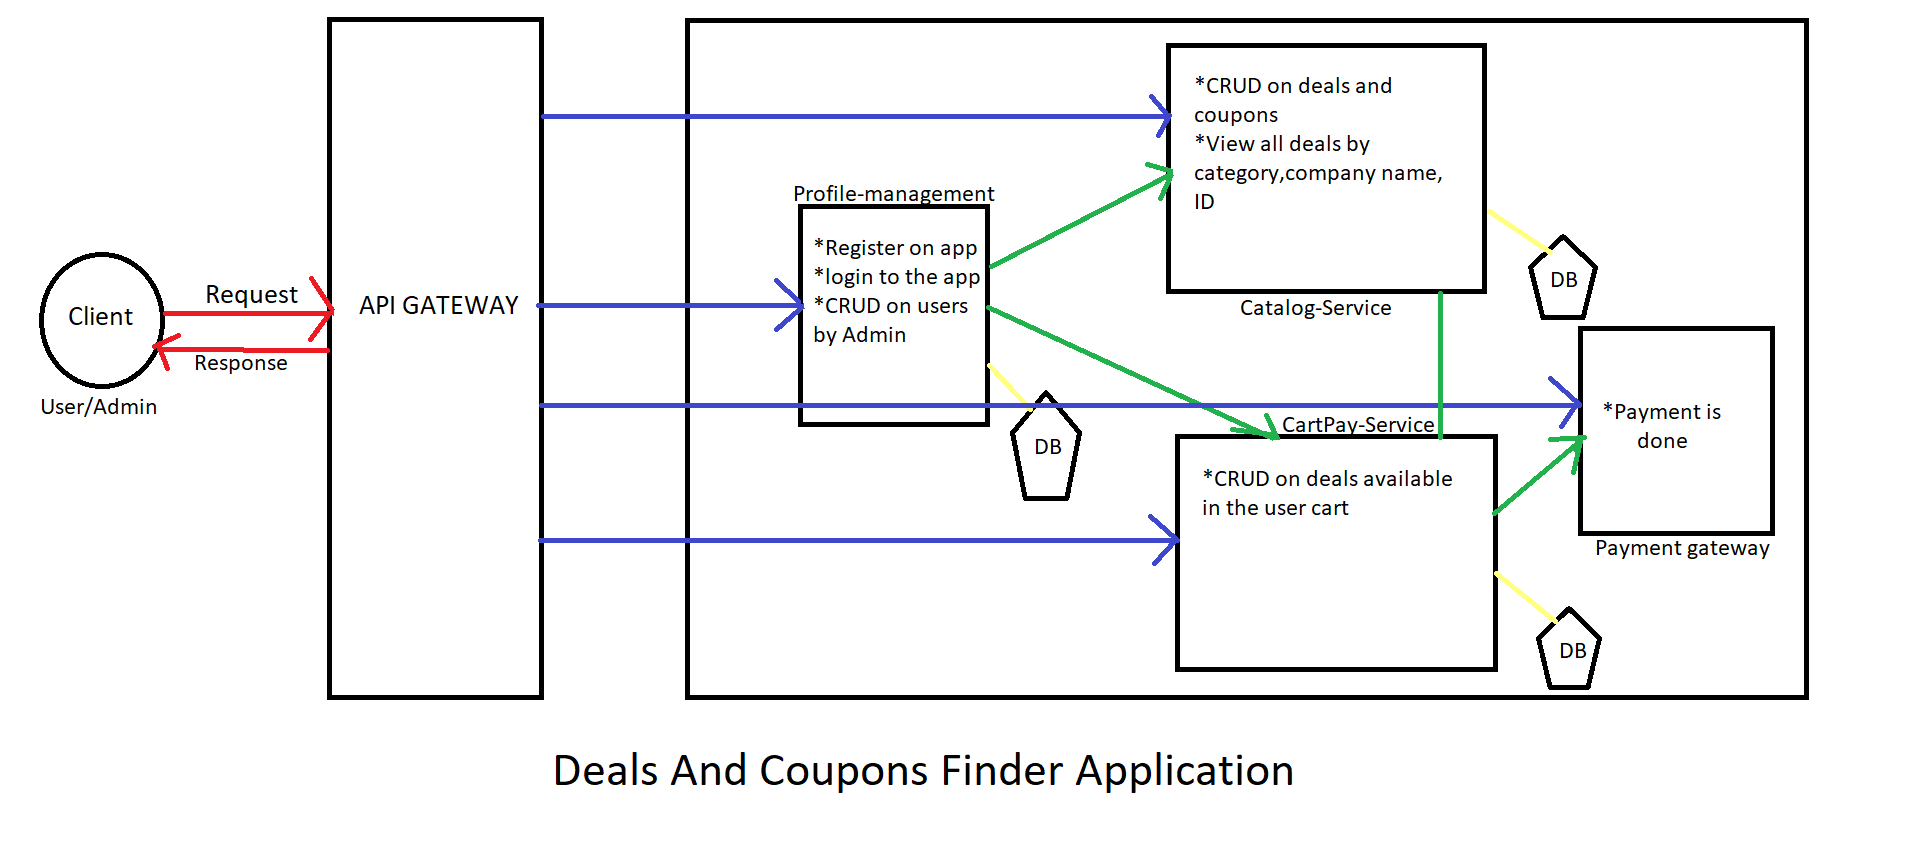 Client
User/Admin
Request
Response
API GATEWAY
Profile-management
*Register on app
*login to the app
*CRUD on users
by Admin
DB
*CRUD on deals and
coupons
*View all deals by
category,company name,
ID
Catalog-Service
DB
CartPay-Service
*CRUD on deals available
in the user cart
DB
*Payment is
done
Payment gateway
Deals And Coupons Finder Application